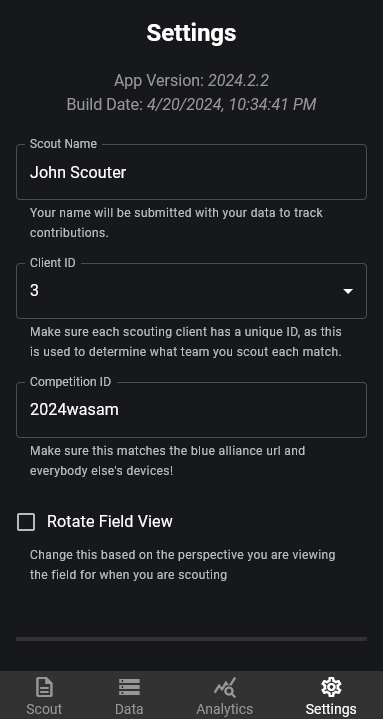 Settings
App Version: 2024.2.2
Build Date: 4/20/2024, 10:34:41 PM
Scout Name
John Scouter
Your name will be submitted with your data to track
contributions.
Client ID
3
Make sure each scouting client has a unique ID, as this
is used to determine what team you scout each match.
Competition ID
2024wasam
Make sure this matches the blue alliance url and
everybody else's devices!
Rotate Field View
Change this based on the perspective you are viewing
the field for when you are scouting
Scout Data Analytics Settings